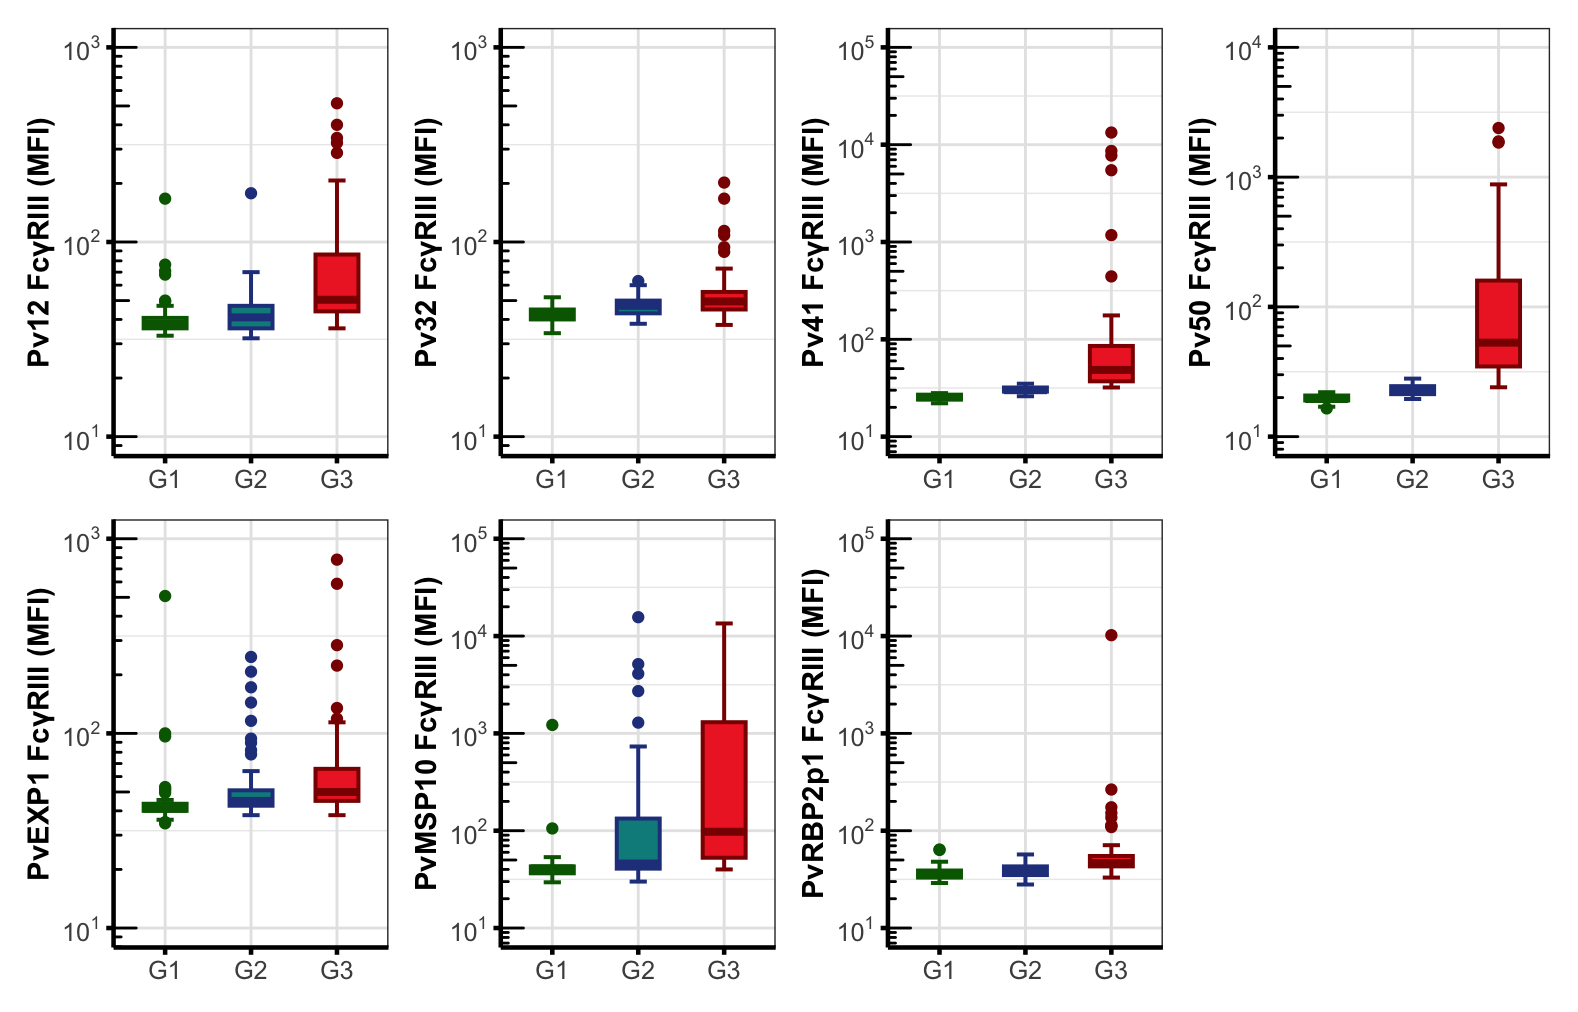 Pv12 FcγRIII (MFI)
10³
10²
10¹
G1 G2 G3
Pv32 FcγRIII (MFI)
10³
10²
10¹
G1 G2 G3
Pv41 FcγRIII (MFI)
10⁵
10⁴
10³
10²
10¹
G1 G2 G3
Pv50 FcγRIII (MFI)
10⁴
10³
10²
10¹
G1 G2 G3
PvEXP1 FcγRIII (MFI)
10³
10²
10¹
G1 G2 G3
PvMSP10 FcγRIII (MFI)
10⁵
10⁴
10³
10²
10¹
G1 G2 G3
PvRBP2p1 FcγRIII (MFI)
10⁵
10⁴
10³
10²
10¹
G1 G2 G3